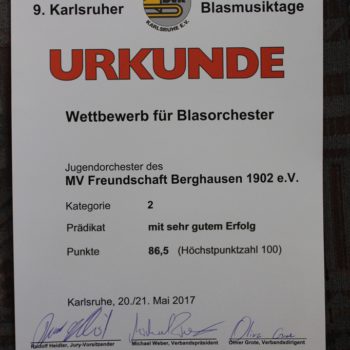 9. Karlsruher Blasmusiktage
KARLSRUHE E.V.
URKUNDE
Wettbewerb für Blasorchester
Jugendorchester des
MV Freundschaft Berghausen 1902 e.V.
Kategorie 2
Prädikat mit sehr gutem Erfolg
Punkte 86,5 (Höchstpunktzahl 100)
Karlsruhe, 20./21. Mai 2017
Rudolf Heidler, Jury-Vorsitzender Michael Weber, Verbandspräsident Oliver Grote, Verbandsdirigent